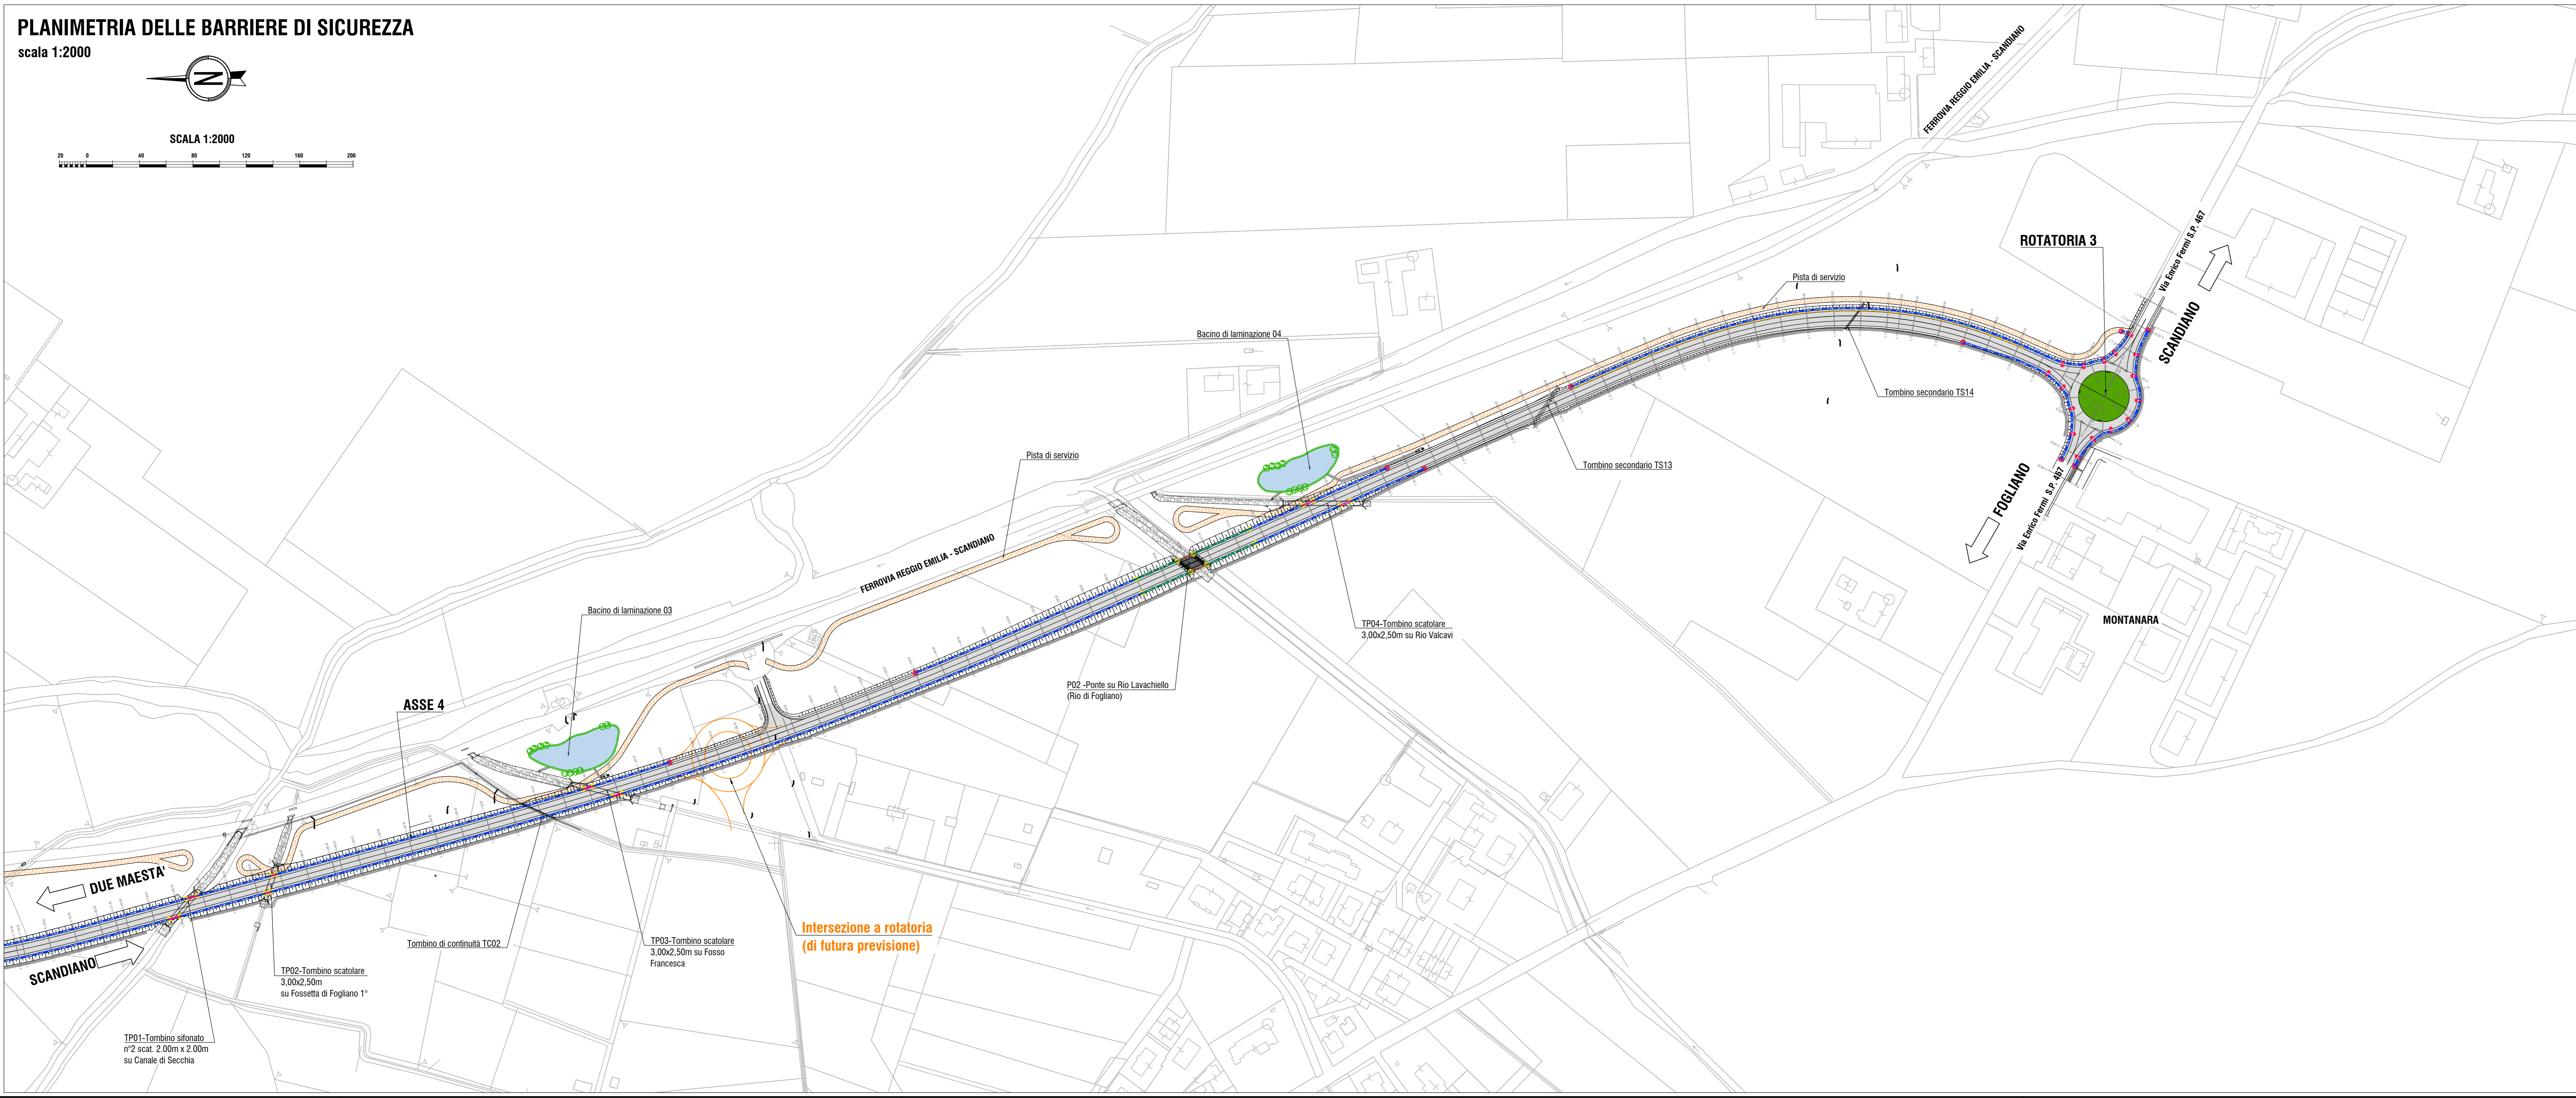 PLANIMETRIA DELLE BARRIERE DI SICUREZZA
scala 1:2000
N
SCALA 1:2000
20 0 40 80 120 160 200
FERROVIA REGGIO EMILIA - SCANDIANO
ROTATORIA 3
Via Enrico Fermi S.P. 467
SCANDIANO
Pista di servizio
Bacino di laminazione 04
Tombino secondario TS14
Pista di servizio
Tombino secondario TS13
FOGLIANO
Via Enrico Fermi S.P. 467
FERROVIA REGGIO EMILIA - SCANDIANO
Bacino di laminazione 03
MONTANARA
TP04-Tombino scatolare
3,00x2,50m su Rio Valcavi
P02 -Ponte su Rio Lavachiello
(Rio di Fogliano)
ASSE 4
DUE MAESTA'
SCANDIANO
Intersezione a rotatoria
(di futura previsione)
Tombino di continuità TC02
TP03-Tombino scatolare
3,00x2,50m su Fosso
Francesca
TP02-Tombino scatolare
3,00x2,50m
su Fossetta di Fogliano 1°
TP01-Tombino sifonato
n°2 scat. 2.00m x 2.00m
su Canale di Secchia